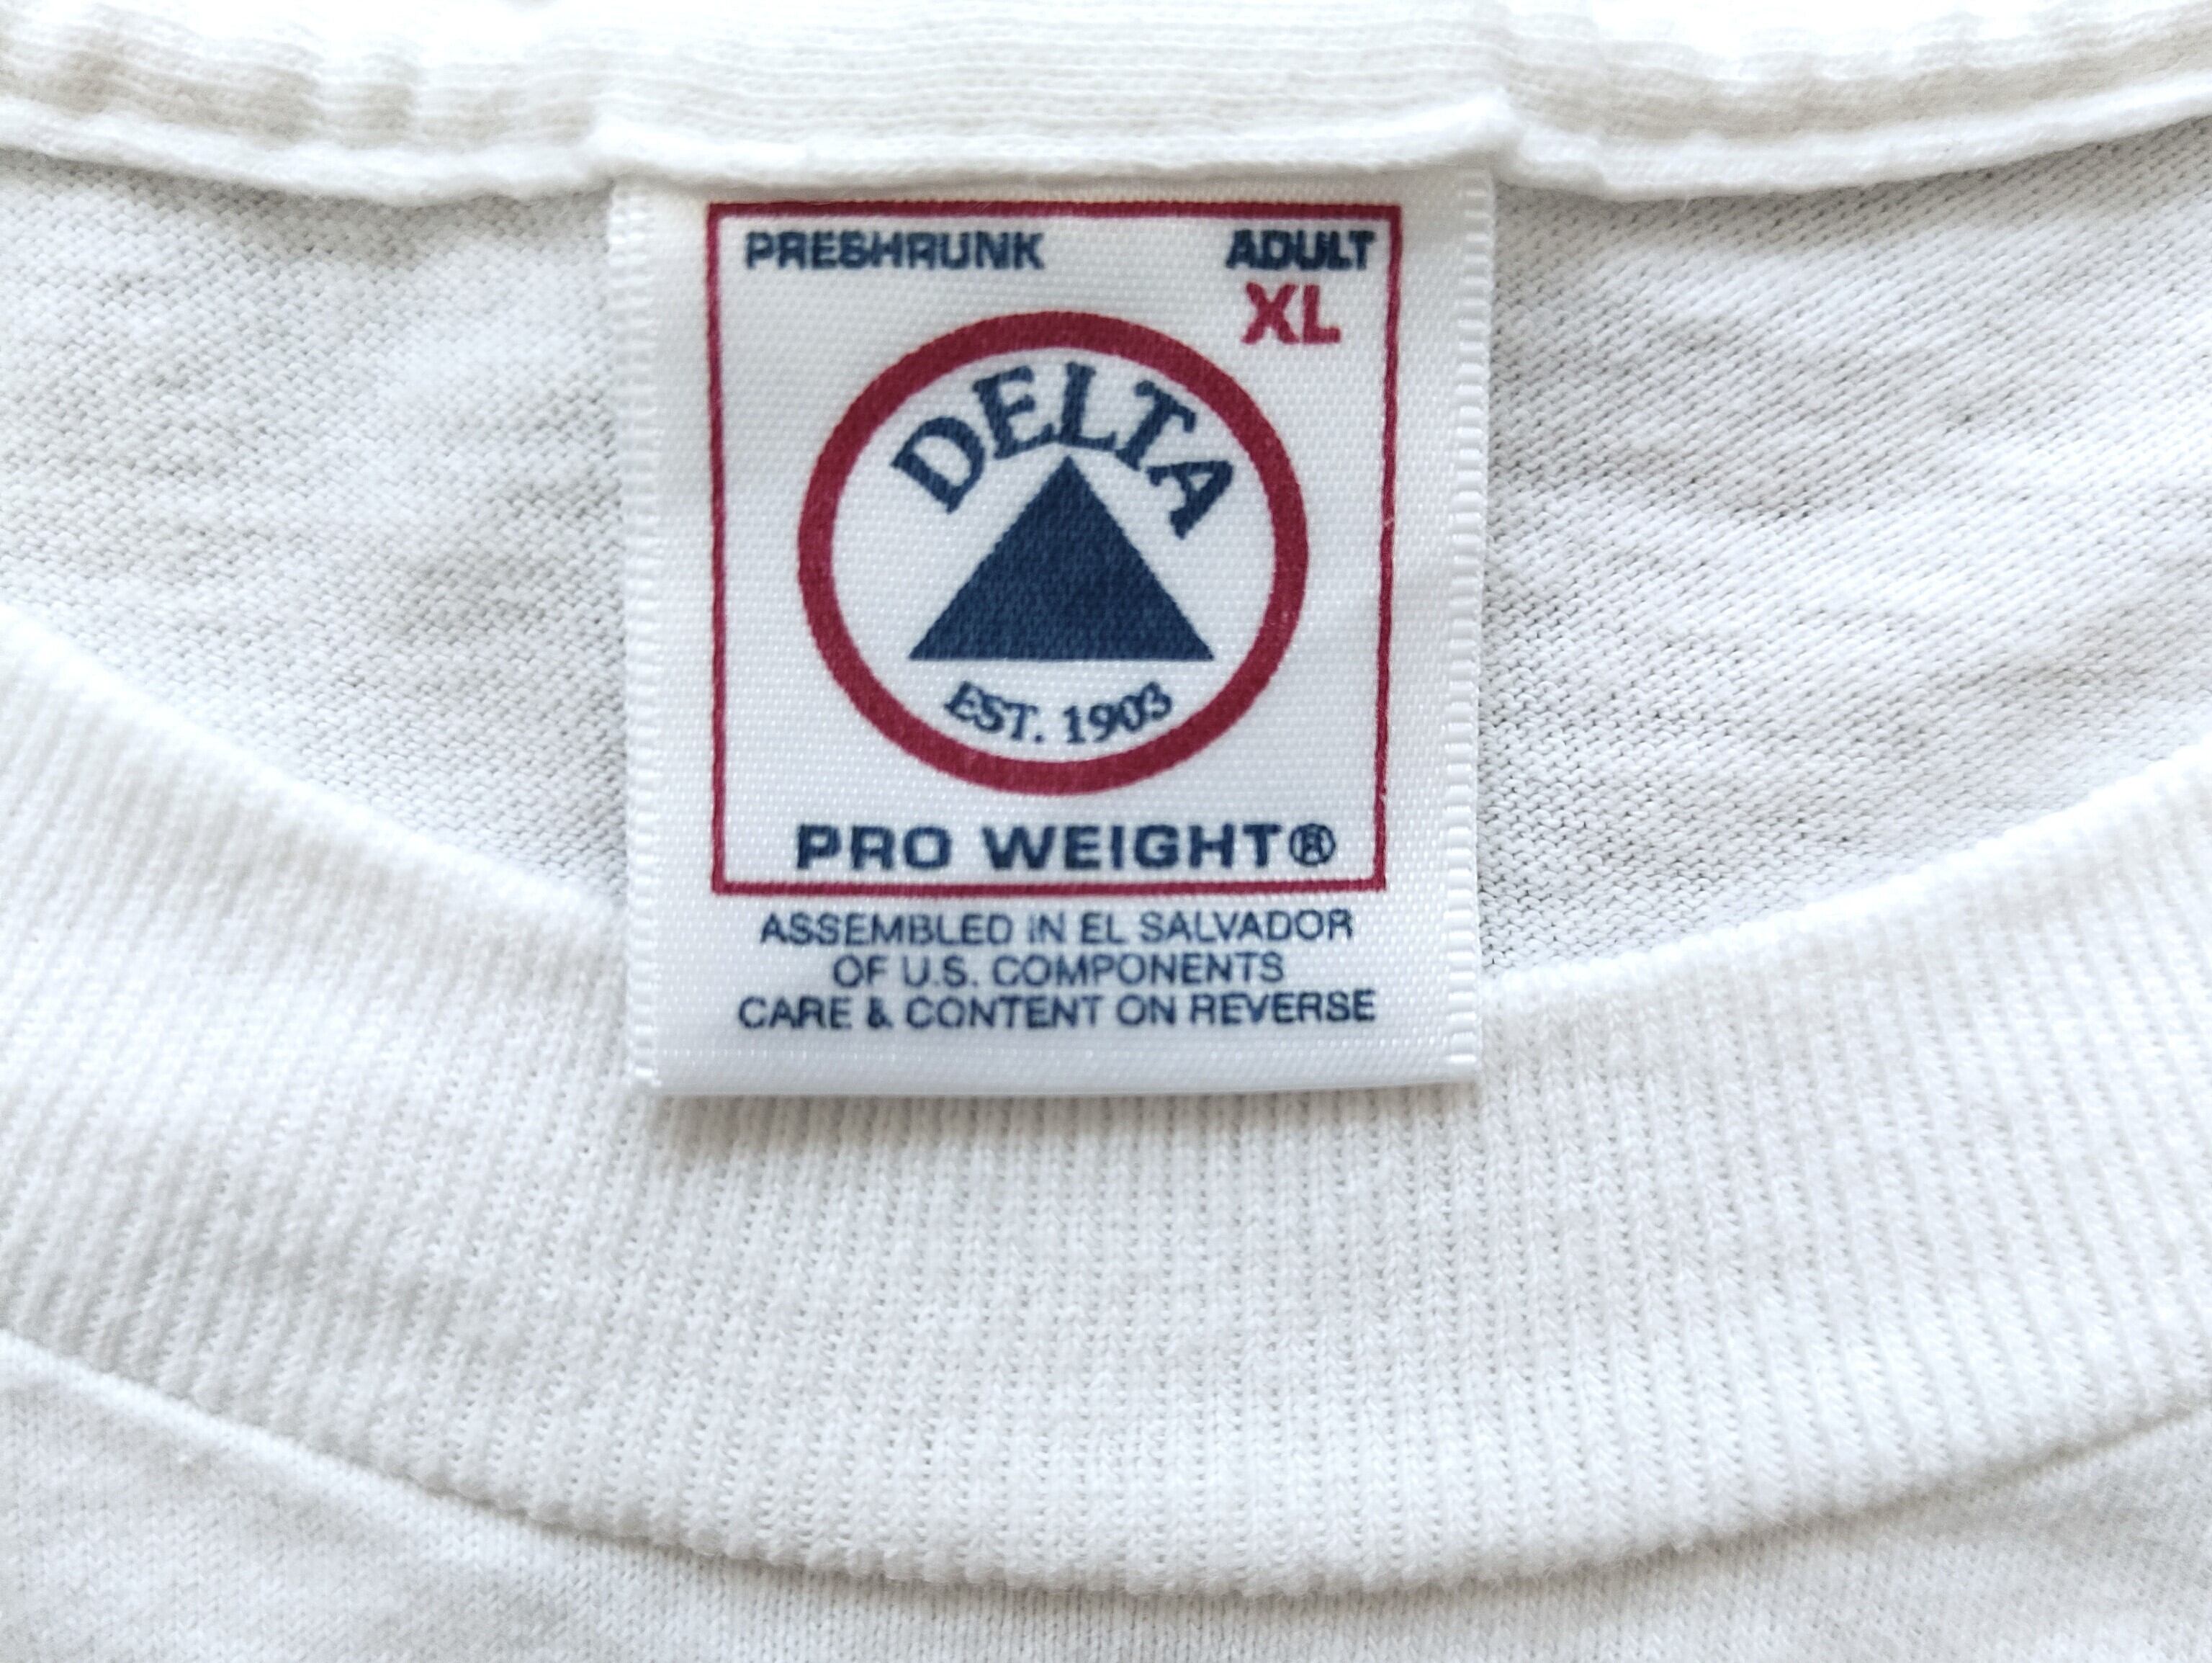 PRESHRUNK
ADULT
XL
DELTA
EST. 1903
PRO WEIGHT®
ASSEMBLED IN EL SALVADOR
OF U.S. COMPONENTS
CARE & CONTENT ON REVERSE